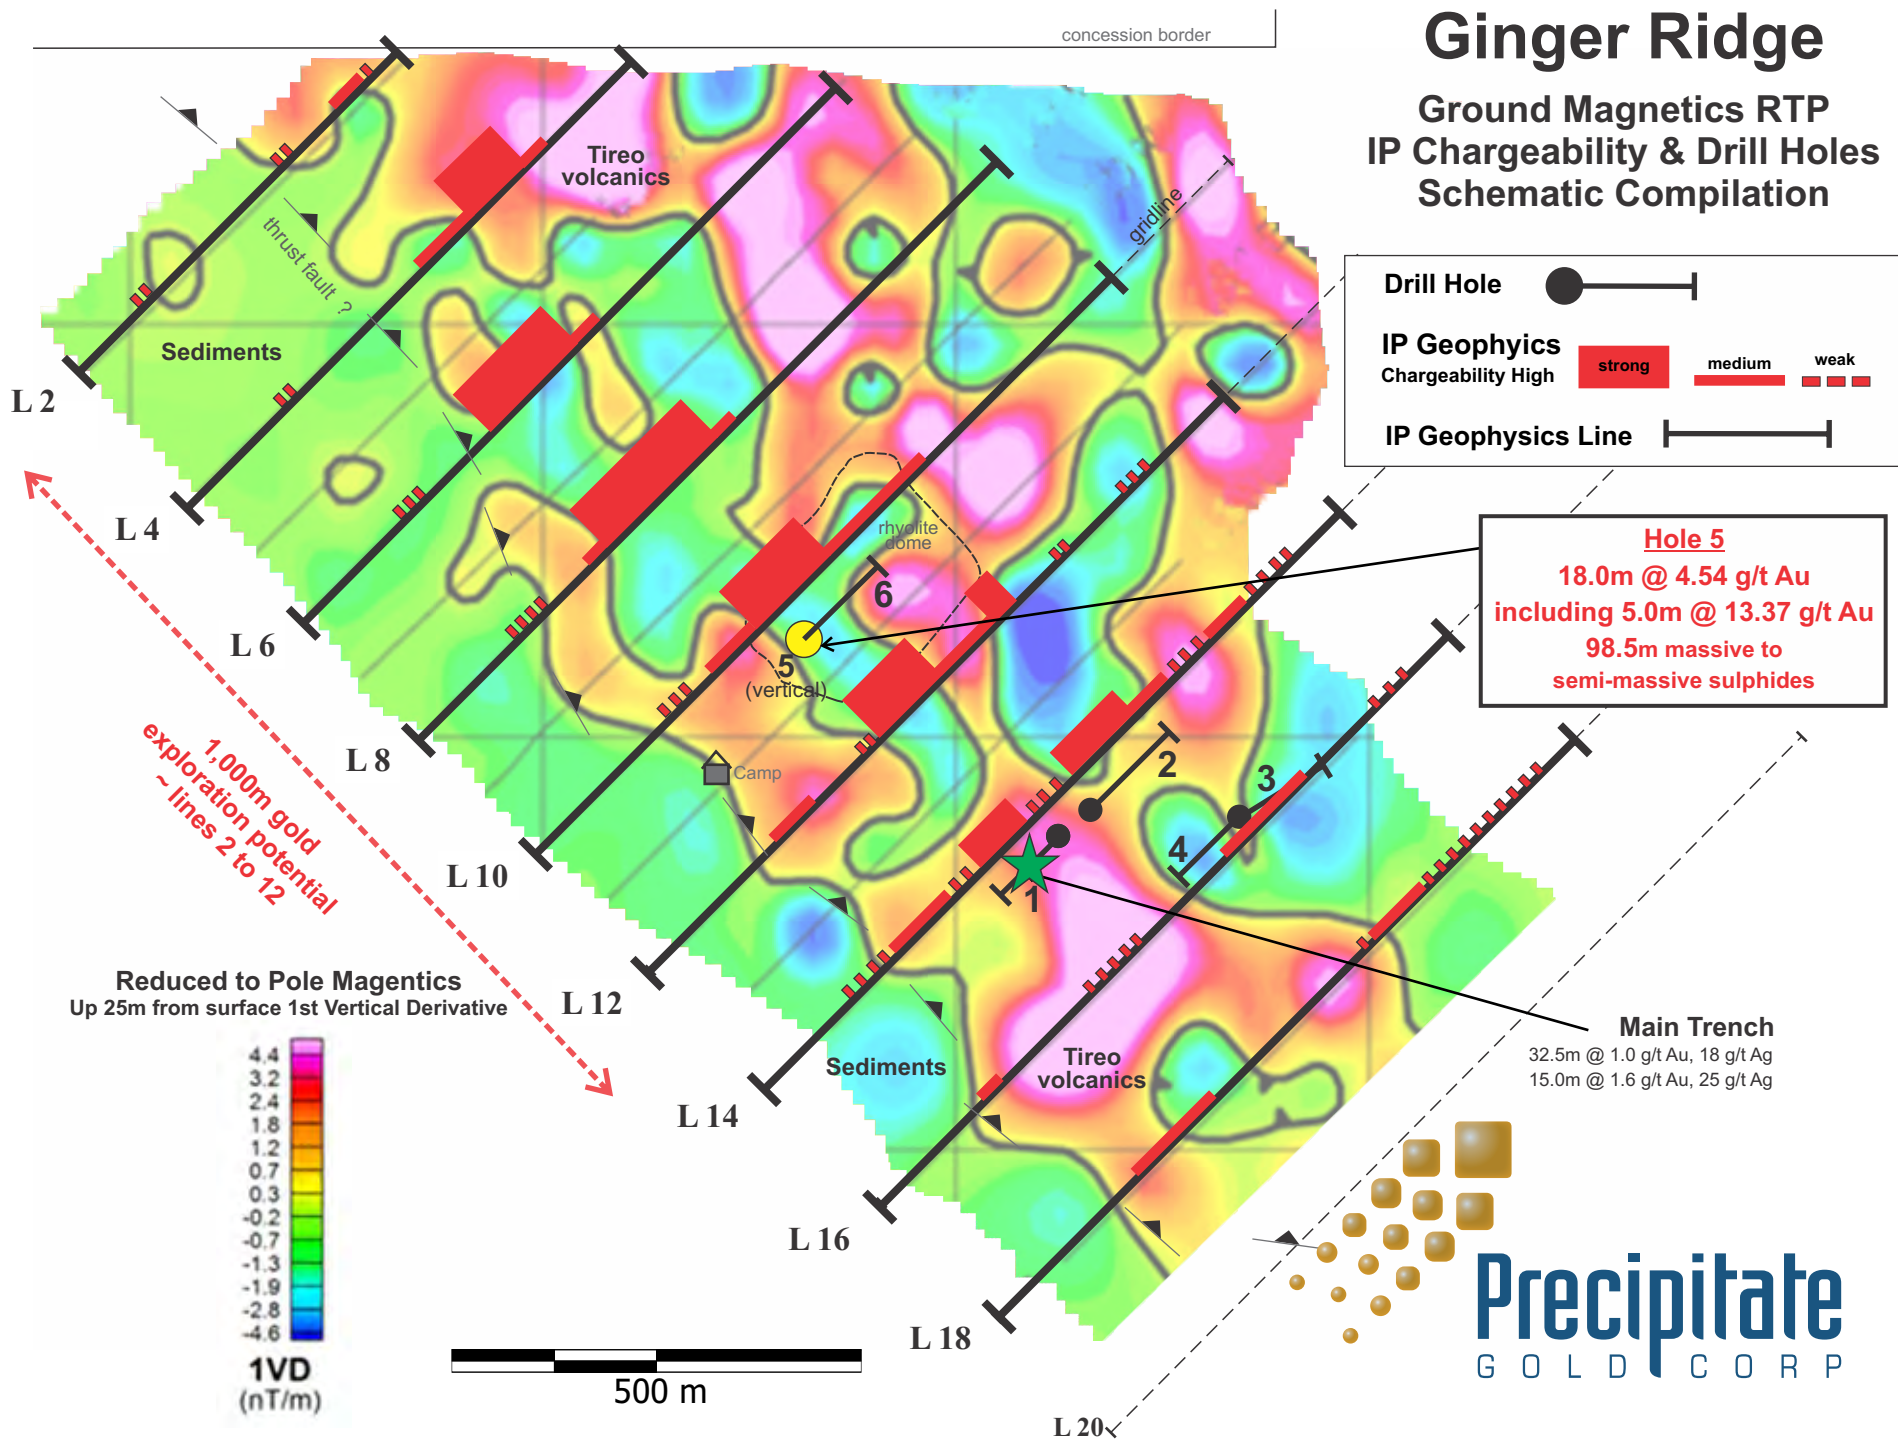 concession border
Ginger Ridge
Ground Magnetics RTP
IP Chargeability & Drill Holes
Schematic Compilation
Drill Hole
IP Geophyics
Chargeability High
strong
medium
weak
IP Geophysics Line
Tireo
volcanics
gridline
thrust fault ?
Sediments
L 2
L 4
L 6
L 8
L 10
L 12
L 14
L 16
L 18
L 20
rhyolite
dome
6
5
(vertical)
Camp
2
3
4
1
Hole 5
18.0m @ 4.54 g/t Au
including 5.0m @ 13.37 g/t Au
98.5m massive to
semi-massive sulphides
1,000m gold
exploration potential
~ lines 2 to 12
Main Trench
32.5m @ 1.0 g/t Au, 18 g/t Ag
15.0m @ 1.6 g/t Au, 25 g/t Ag
Sediments
Tireo
volcanics
Reduced to Pole Magentics
Up 25m from surface 1st Vertical Derivative
4.4
3.2
2.4
1.8
1.2
0.7
0.3
-0.2
-0.7
-1.3
-1.9
-2.8
-4.6
1VD
(nT/m)
500 m
Precipitate
GOLD CORP